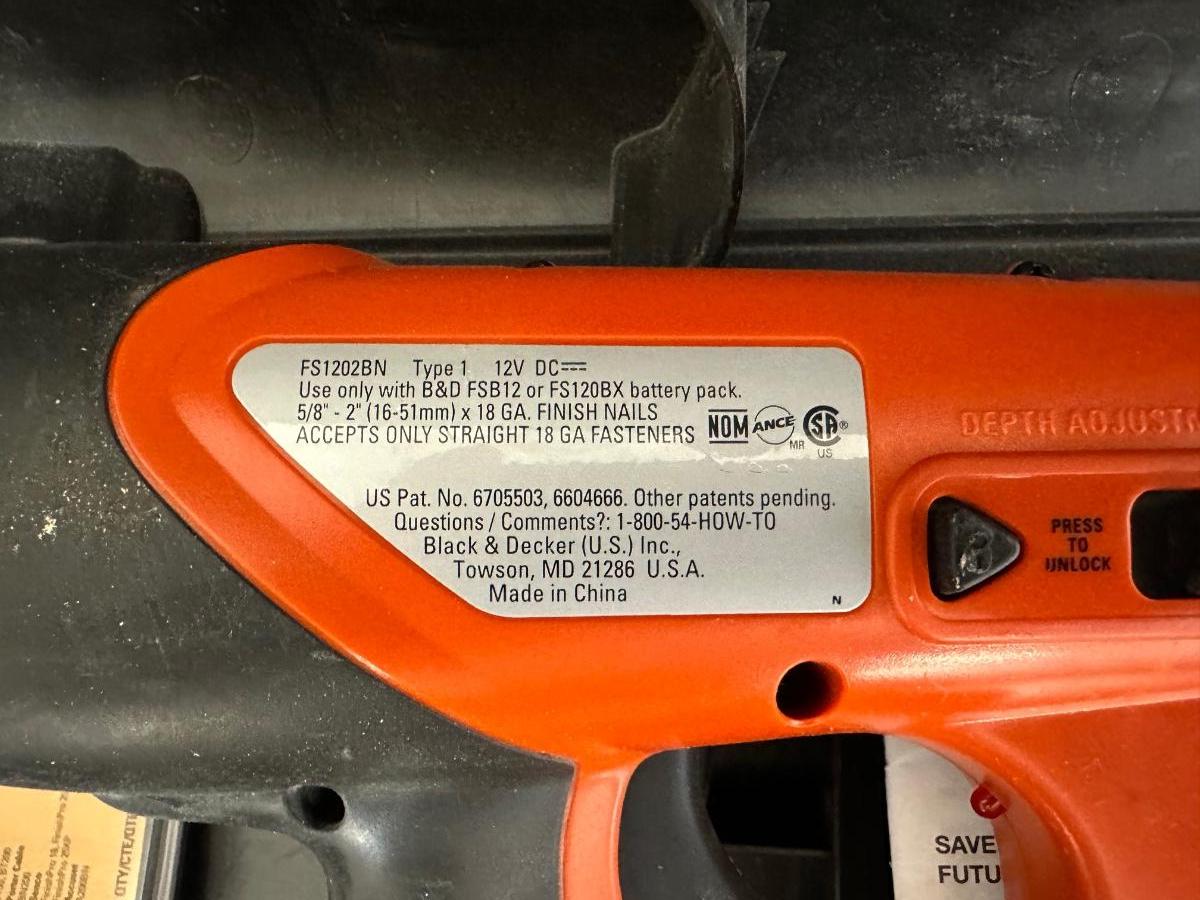 FS1202BN Type 1 12V DC⎓
Use only with B&D FSB12 or FS120BX battery pack.
5/8" - 2" (16-51mm) x 18 GA. FINISH NAILS
ACCEPTS ONLY STRAIGHT 18 GA FASTENERS
NOM ANCE MR SA® US
US Pat. No. 6705503, 6604666. Other patents pending.
Questions / Comments?: 1-800-54-HOW-TO
Black & Decker (U.S.) Inc.,
Towson, MD 21286 U.S.A.
Made in China
N
DEPTH ADJUSTM
PRESS
TO
UNLOCK
SAVE
FUTU
QTY/CTE/